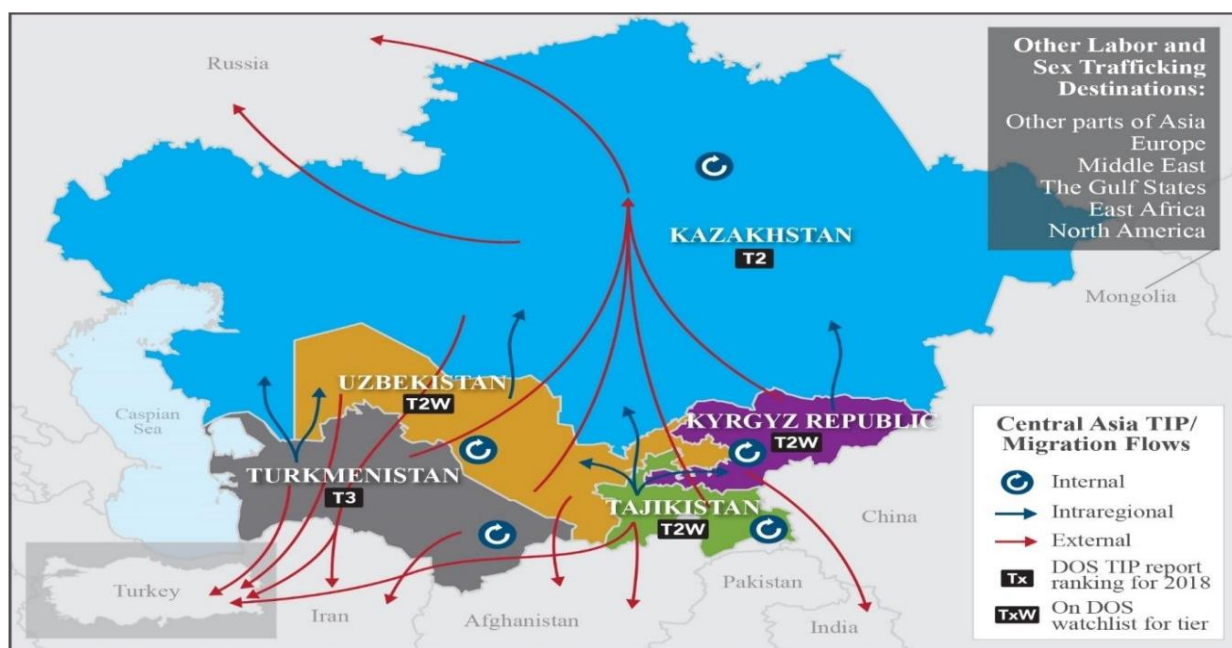 Russia
Other Labor and
Sex Trafficking
Destinations:
Other parts of Asia
Europe
Middle East
The Gulf States
East Africa
North America
KAZAKHSTAN
T2
Mongolia
Caspian
Sea
UZBEKISTAN
T2W
KYRGYZ REPUBLIC
T2W
TURKMENISTAN
T3
TAJIKISTAN
T2W
China
Turkey
Iran
Afghanistan
Pakistan
India
Central Asia TIP/
Migration Flows
Internal
Intraregional
External
Tx DOS TIP report
ranking for 2018
TxW On DOS
watchlist for tier